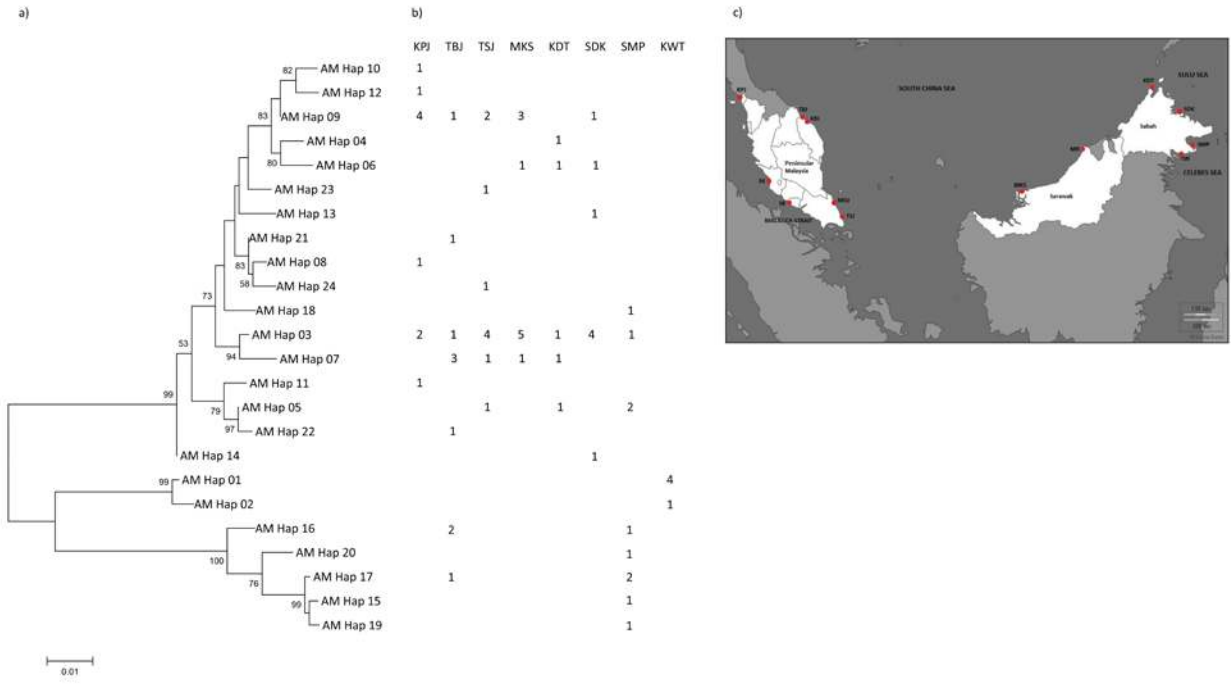 a)
b)
c)
KPJ TBJ TSJ MKS KDT SDK SMP KWT
82 AM Hap 10 1
AM Hap 12 1
83 AM Hap 09 4 1 2 3 1
AM Hap 04 1
80 AM Hap 06 1 1 1
AM Hap 23 1
AM Hap 13 1
AM Hap 21 1
83 AM Hap 08 1
58 AM Hap 24 1
73 AM Hap 18 1
AM Hap 03 2 1 4 5 1 4 1
53 94 AM Hap 07 3 1 1 1
AM Hap 11 1
99 79 AM Hap 05 1 1 2
97 AM Hap 22 1
AM Hap 14 1
99 AM Hap 01 4
AM Hap 02 1
AM Hap 16 2 1
100 AM Hap 20 1
76 AM Hap 17 1 2
99 AM Hap 15 1
AM Hap 19 1
0.01
KPJ
SOUTH CHINA SEA
KDT
SULU SEA
SDK
Sabah
SMP
CELEBES SEA
Peninsular
Malaysia
Sarawak
MKS
TSJ